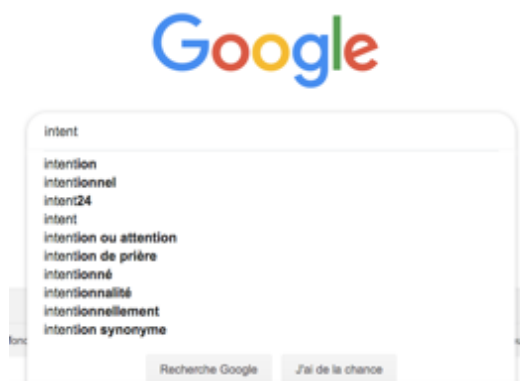 Google
intent
intention
intentionnel
intent24
intent
intention ou attention
intention de prière
intentionné
intentionnalité
intentionnellement
intention synonyme
Recherche Google
J'ai de la chance